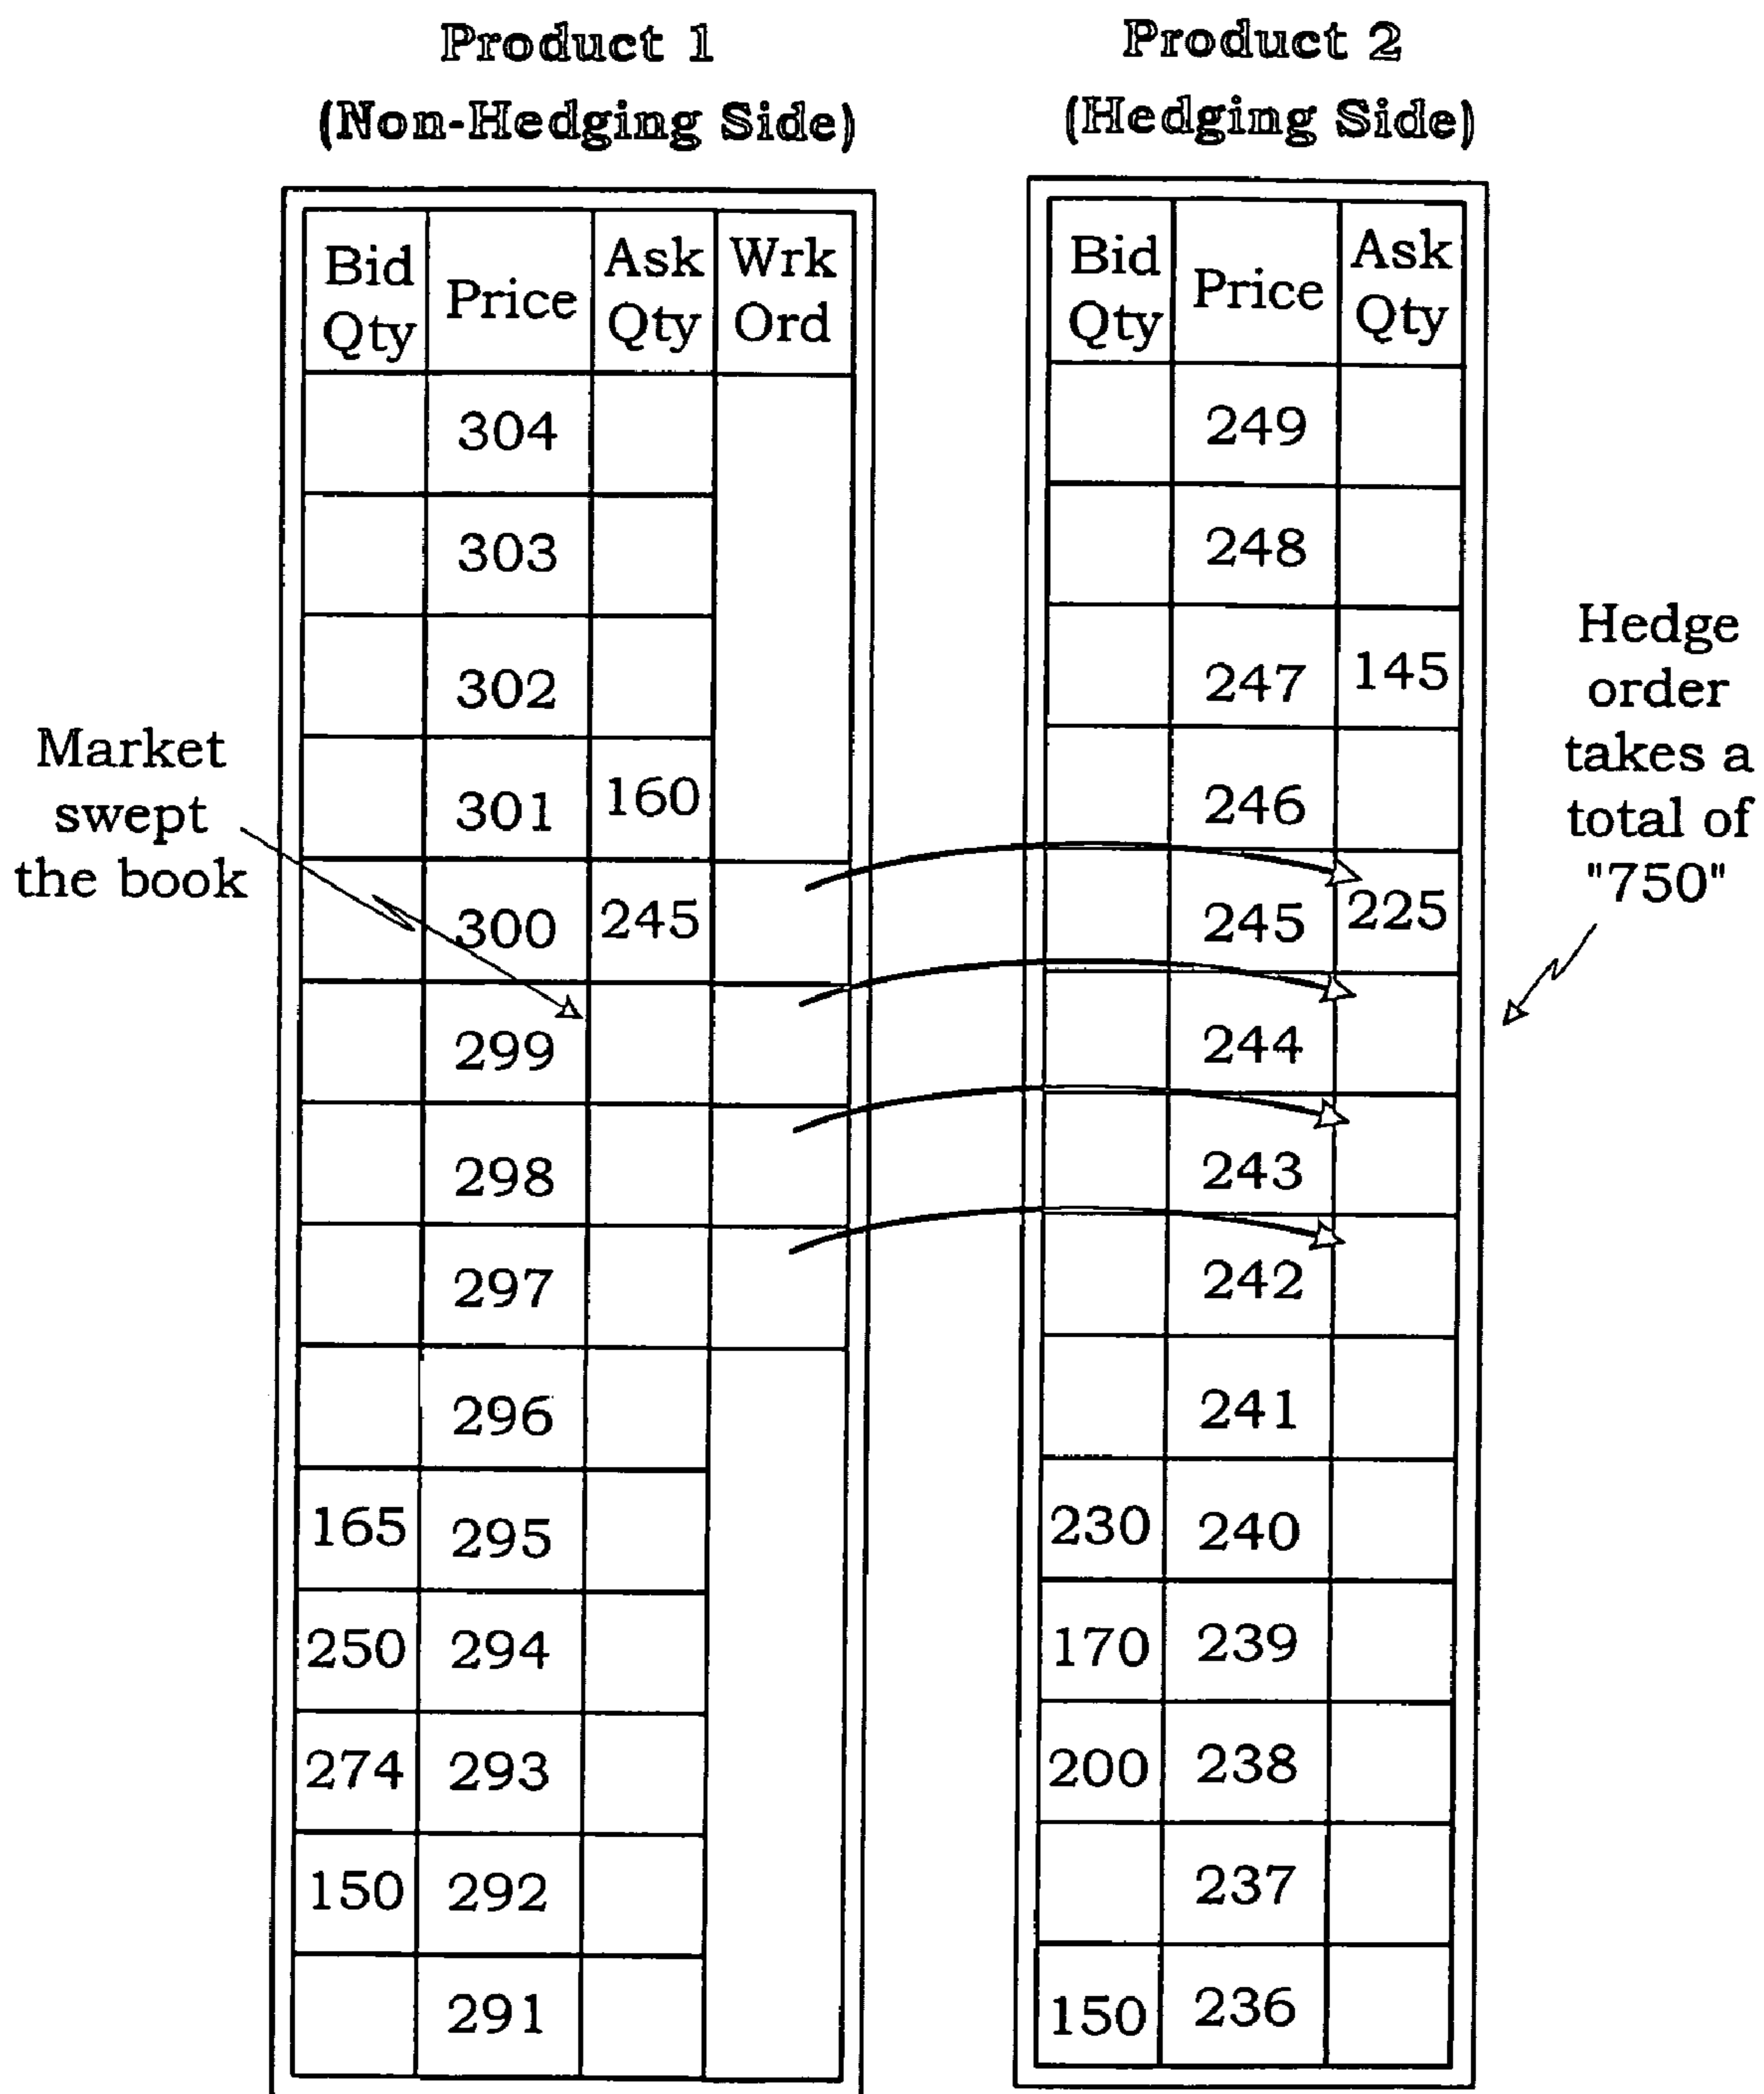 Product 1
(Non-Hedging Side)
Bid Qty Price Ask Qty Wrk Ord
304
303
302
301 160
300 245
299
298
297
296
165 295
250 294
274 293
150 292
291
Market
swept
the book
Product 2
(Hedging Side)
Bid Qty Price Ask Qty
249
248
247 145
246
245 225
244
243
242
241
230 240
170 239
200 238
237
150 236
Hedge
order
takes a
total of
"750"